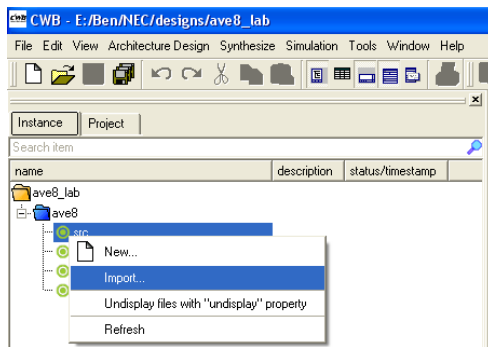 CWB - E:/Ben/NEC/designs/ave8_lab
File Edit View Architecture Design Synthesize Simulation Tools Window Help
Instance Project
Search item
name description status/timestamp
ave8_lab
ave8
src
New...
Import...
Undisplay files with "undisplay" property
Refresh